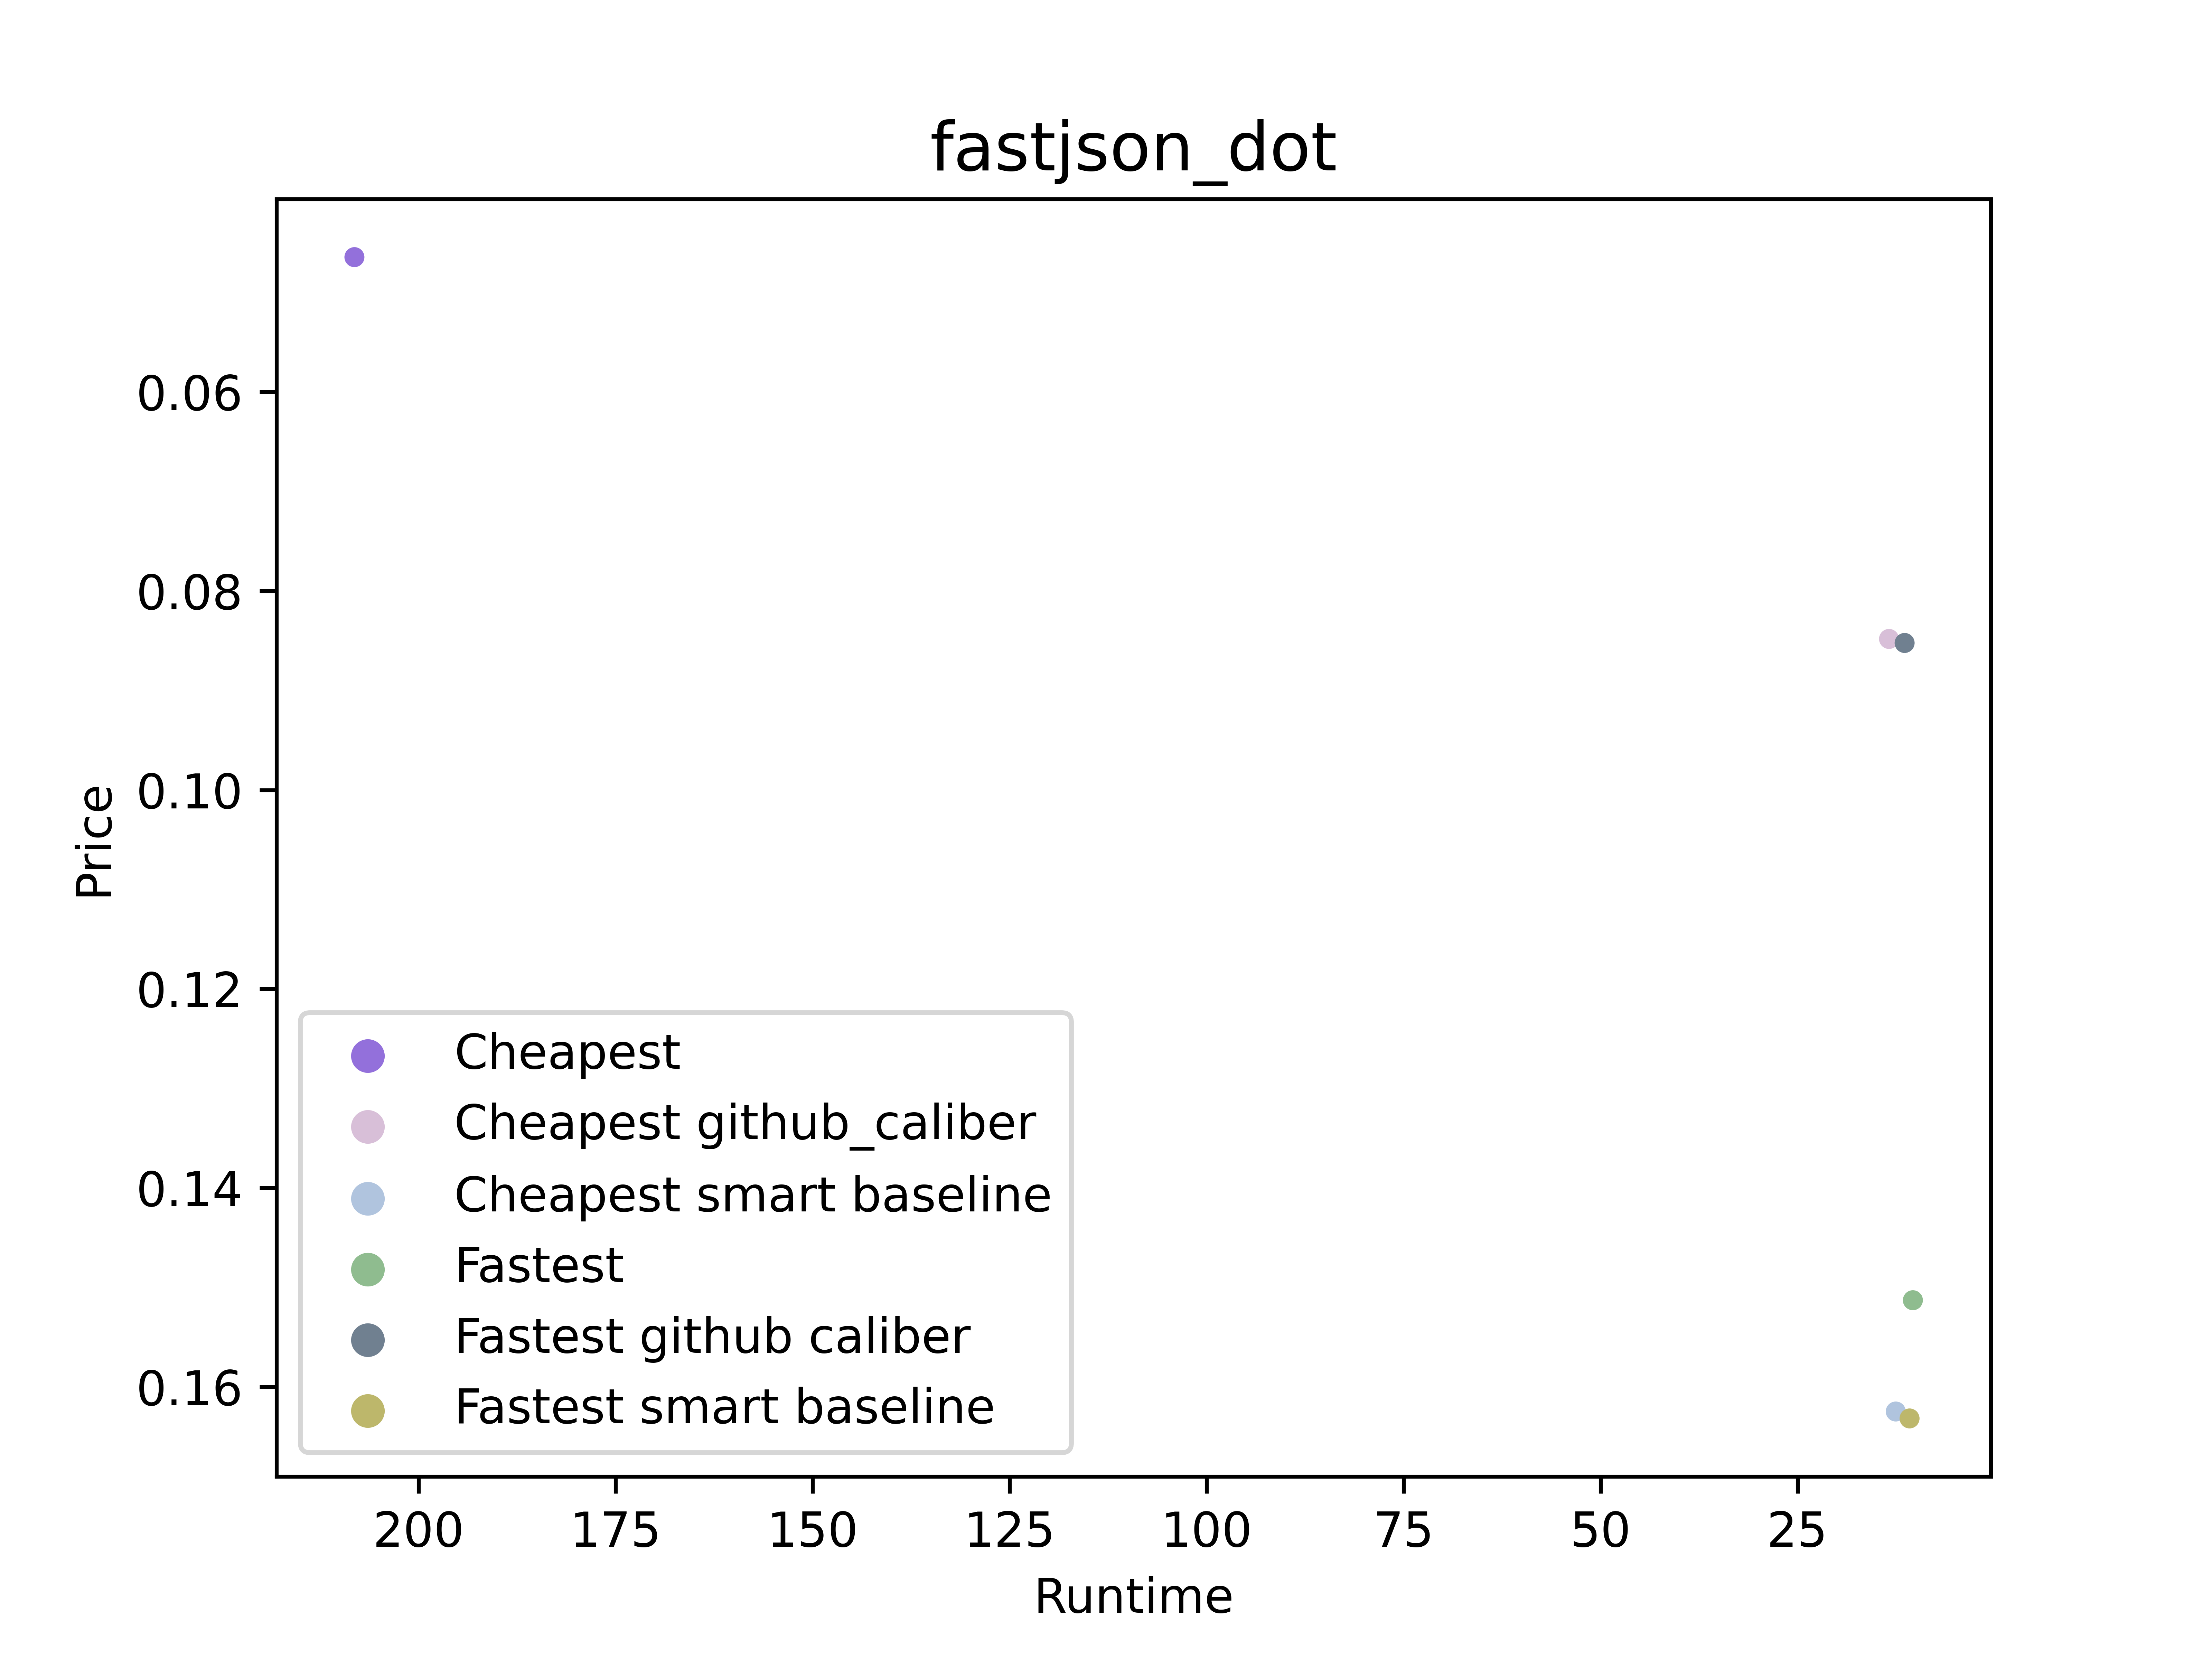 fastjson_dot
0.06
0.08
0.10
0.12
0.14
0.16
Price
Cheapest
Cheapest github_caliber
Cheapest smart baseline
Fastest
Fastest github caliber
Fastest smart baseline
200 175 150 125 100 75 50 25
Runtime